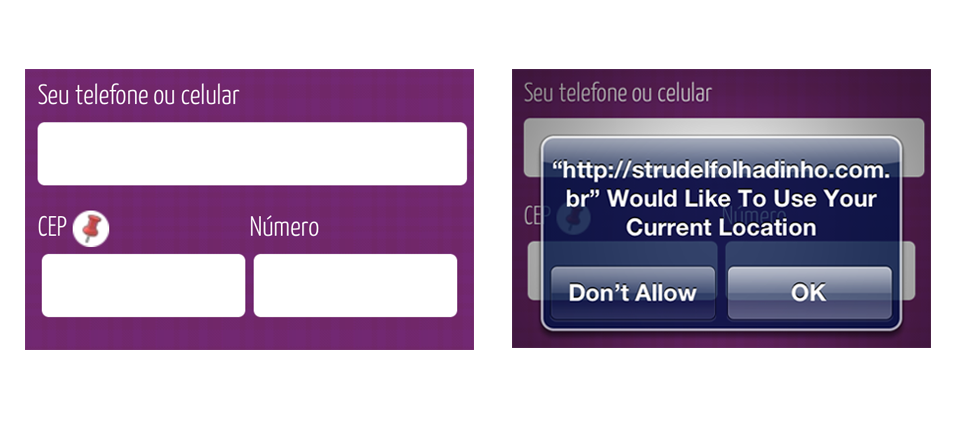 Seu telefone ou celular
CEP
Número
Seu telefone ou celular
“http://strudelfolhadinho.com.
br” Would Like To Use Your
Current Location
CEP
Número
Don’t Allow
OK